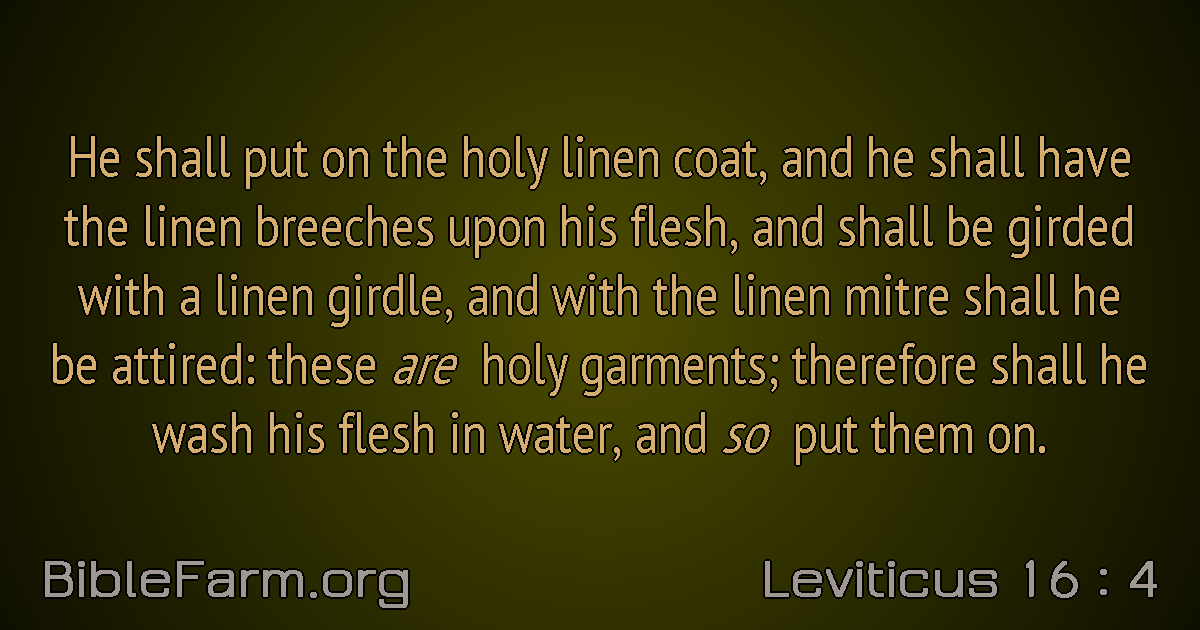 He shall put on the holy linen coat, and he shall have
the linen breeches upon his flesh, and shall be girded
with a linen girdle, and with the linen mitre shall he
be attired: these are holy garments; therefore shall he
wash his flesh in water, and so put them on.
BibleFarm.org
Leviticus 16 : 4